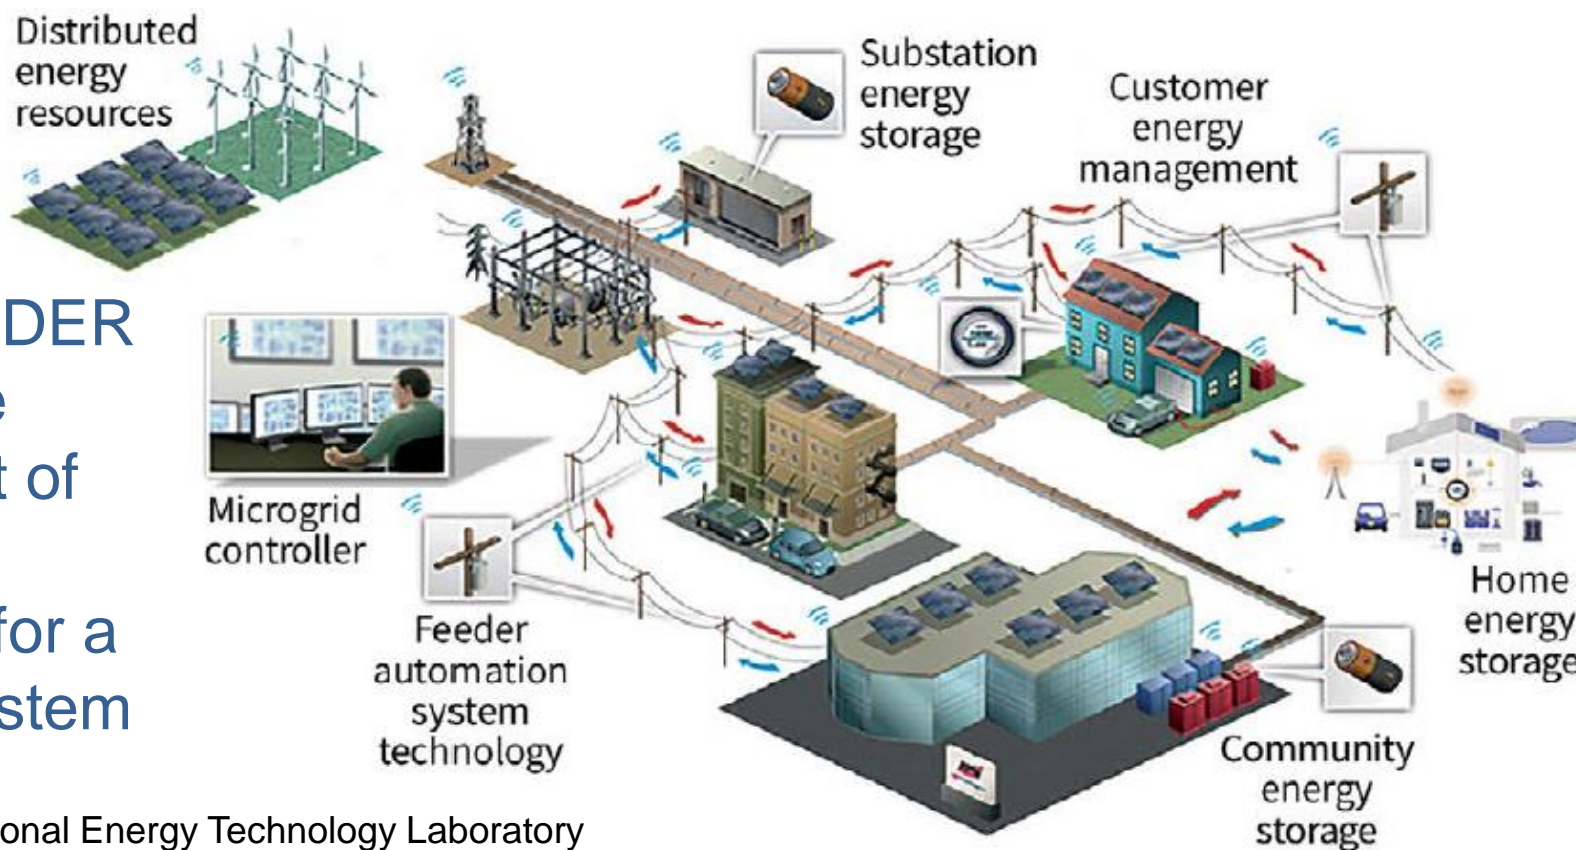 Distributed
energy
resources
Substation
energy
storage
Customer
energy
management
DER
t of
for a
stem
Microgrid
controller
Feeder
automation
system
technology
Home
energy
storage
Community
energy
storage
onal Energy Technology Laboratory